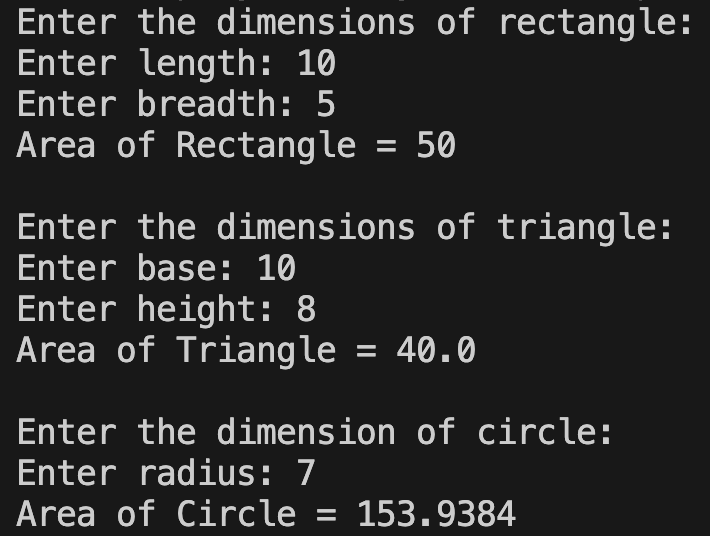 Enter the dimensions of rectangle:
Enter length: 10
Enter breadth: 5
Area of Rectangle = 50
Enter the dimensions of triangle:
Enter base: 10
Enter height: 8
Area of Triangle = 40.0
Enter the dimension of circle:
Enter radius: 7
Area of Circle = 153.9384